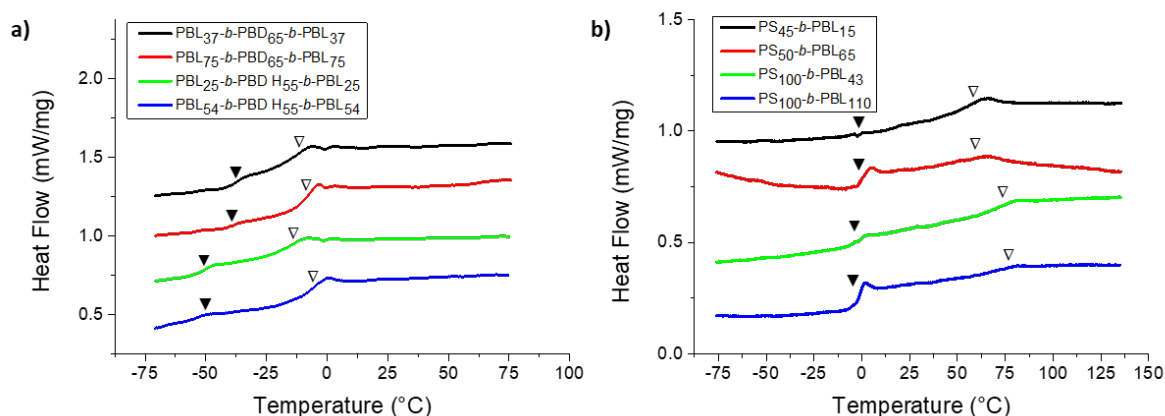 a)
PBL37-b-PBD65-b-PBL37
PBL75-b-PBD65-b-PBL75
PBL25-b-PBD H55-b-PBL25
PBL54-b-PBD H55-b-PBL54
2.0
1.5
1.0
0.5
Heat Flow (mW/mg)
-75 -50 -25 0 25 50 75 100
Temperature (°C)
b)
PS45-b-PBL15
PS50-b-PBL65
PS100-b-PBL43
PS100-b-PBL110
1.5
1.0
0.5
0.0
Heat Flow (mW/mg)
-75 -50 -25 0 25 50 75 100 125 150
Temperature (°C)